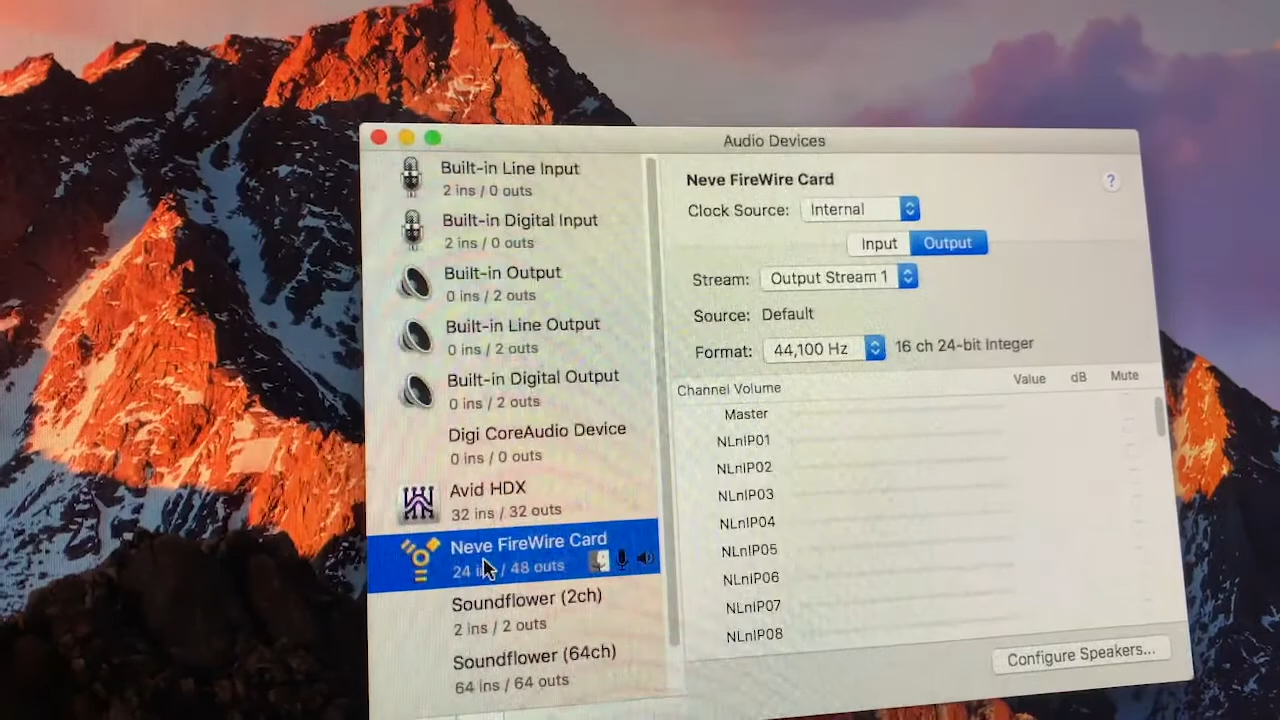 Audio Devices
Built-in Line Input
2 ins / 0 outs
Built-in Digital Input
2 ins / 0 outs
Built-in Output
0 ins / 2 outs
Built-in Line Output
0 ins / 2 outs
Built-in Digital Output
0 ins / 2 outs
Digi CoreAudio Device
0 ins / 0 outs
Avid HDX
32 ins / 32 outs
Neve FireWire Card
24 in / 48 outs
Soundflower (2ch)
2 ins / 2 outs
Soundflower (64ch)
64 ins / 64 outs
Neve FireWire Card
?
Clock Source: Internal
Input Output
Stream: Output Stream 1
Source: Default
Format: 44,100 Hz 16 ch 24-bit Integer
Channel Volume Value dB Mute
Master
NLnIP01
NLnIP02
NLnIP03
NLnIP04
NLnIP05
NLnIP06
NLnIP07
NLnIP08
Configure Speakers...